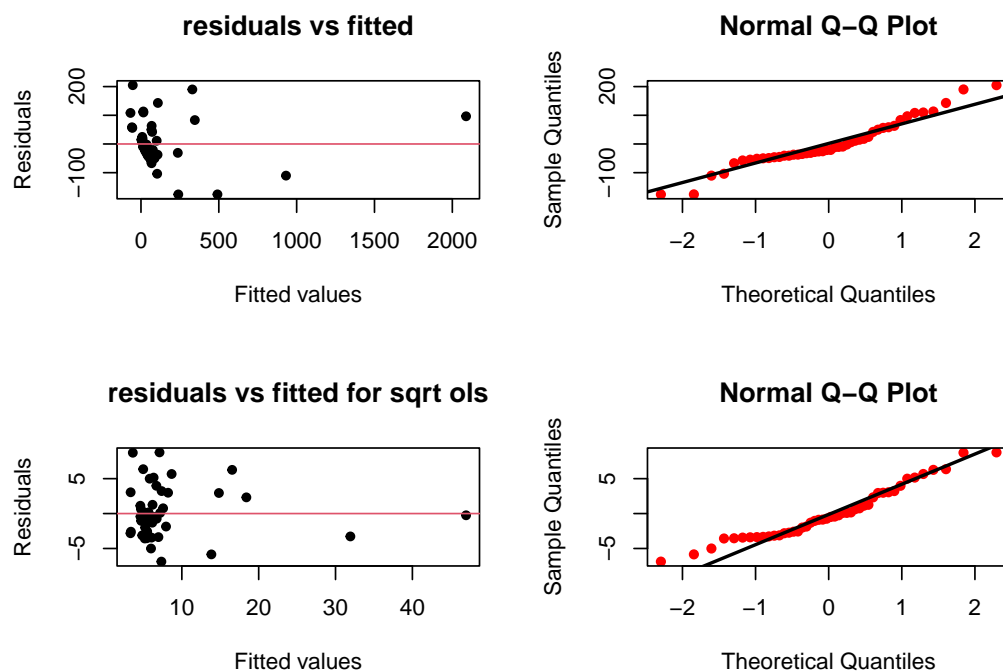 residuals vs fitted
Residuals
200
-100
0
500
1000
1500
2000
Fitted values
Normal Q−Q Plot
Sample Quantiles
200
-100
−2
−1
0
1
2
Theoretical Quantiles
residuals vs fitted for sqrt ols
Residuals
5
−5
10
20
30
40
Fitted values
Normal Q−Q Plot
Sample Quantiles
5
−5
−2
−1
0
1
2
Theoretical Quantiles